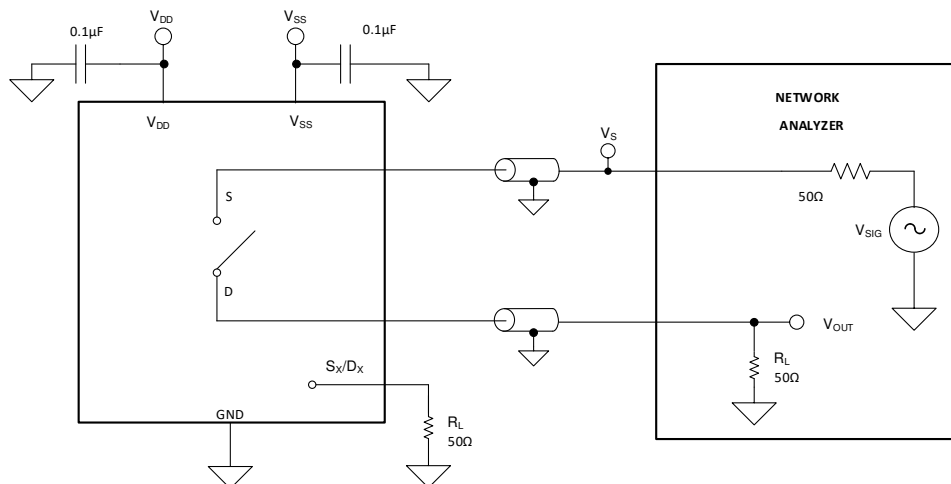 V_DD
V_SS
0.1µF
0.1µF
V_DD
V_SS
NETWORK
ANALYZER
V_S
S
50Ω
V_SIG
D
V_OUT
S_X/D_X
R_L
50Ω
GND
R_L
50Ω